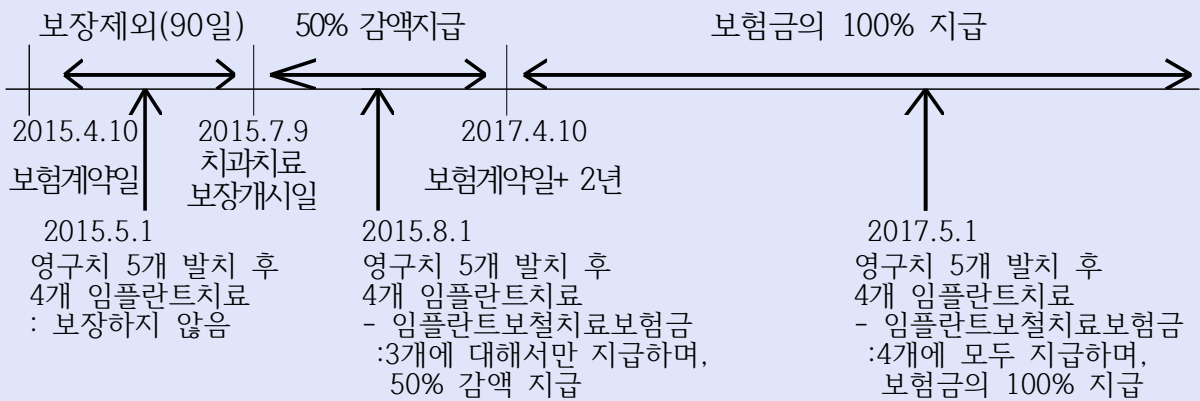 보장제외(90일) 50% 감액지급 보험금의 100% 지급
2015.4.10 2015.7.9 2017.4.10
보험계약일 치과치료 보장개시일 보험계약일+ 2년
2015.5.1
영구치 5개 발치 후
4개 임플란트치료
: 보장하지 않음
2015.8.1
영구치 5개 발치 후
4개 임플란트치료
- 임플란트보철치료보험금
:3개에 대해서만 지급하며,
50% 감액 지급
2017.5.1
영구치 5개 발치 후
4개 임플란트치료
- 임플란트보철치료보험금
:4개에 모두 지급하며,
보험금의 100% 지급